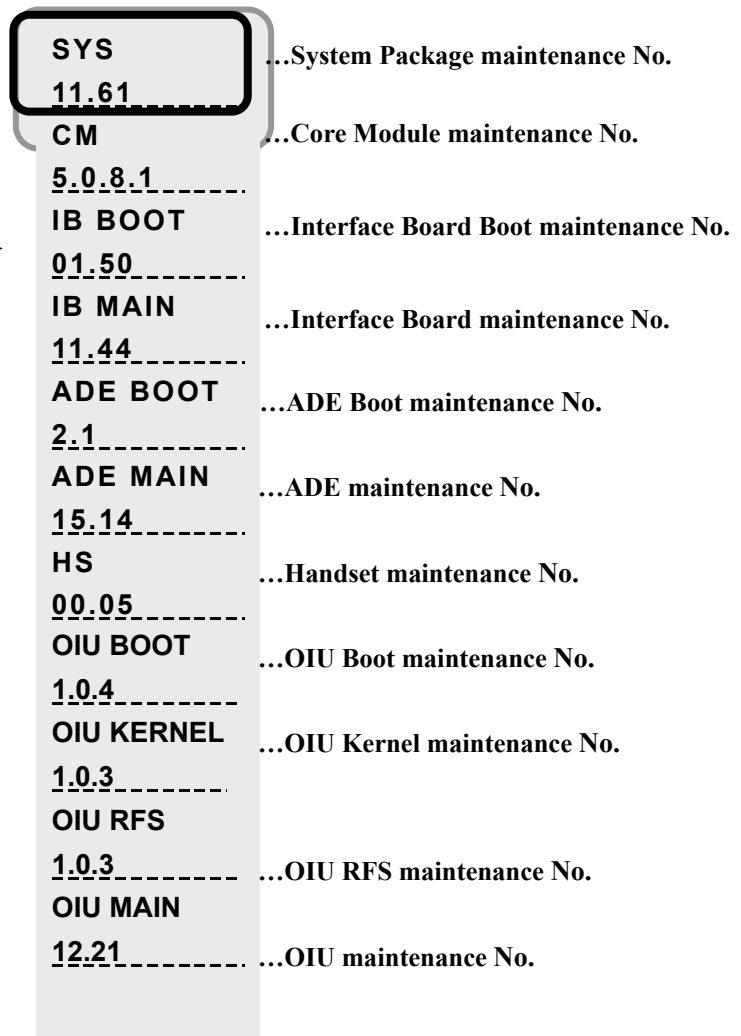 SYS …System Package maintenance No.
11.61
CM …Core Module maintenance No.
5.0.8.1
IB BOOT …Interface Board Boot maintenance No.
01.50
IB MAIN …Interface Board maintenance No.
11.44
ADE BOOT …ADE Boot maintenance No.
2.1
ADE MAIN …ADE maintenance No.
15.14
HS …Handset maintenance No.
00.05
OIU BOOT …OIU Boot maintenance No.
1.0.4
OIU KERNEL …OIU Kernel maintenance No.
1.0.3
OIU RFS
1.0.3 …OIU RFS maintenance No.
OIU MAIN
12.21 …OIU maintenance No.